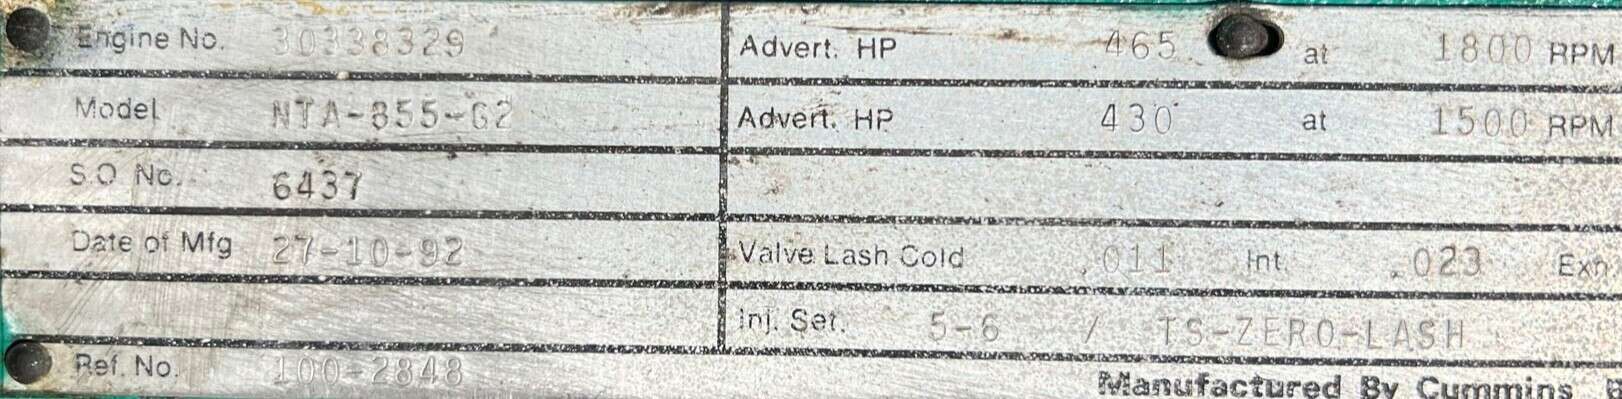 Engine No. 30338329
Model NTA-855-G2
S.O No. 6437
Date of Mfg 27-10-92
Ref. No. 100-2848
Advert. HP 465 at 1800 RPM
Advert. HP 430 at 1500 RPM
Valve Lash Cold .011 Int. .023 Exh.
Inj. Set. 5-6 / TS-ZERO-LASH
Manufactured By Cummins